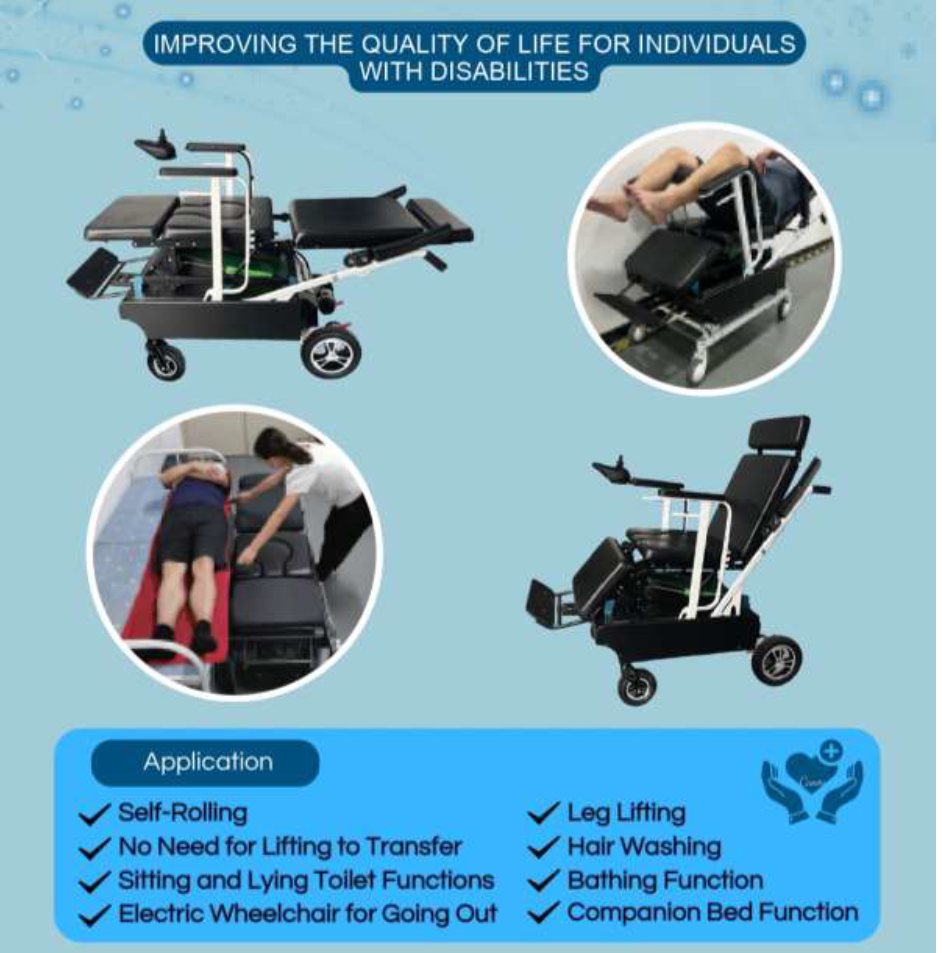 IMPROVING THE QUALITY OF LIFE FOR INDIVIDUALS
WITH DISABILITIES
Application
Self-Rolling
No Need for Lifting to Transfer
Sitting and Lying Toilet Functions
Electric Wheelchair for Going Out
Leg Lifting
Hair Washing
Bathing Function
Companion Bed Function